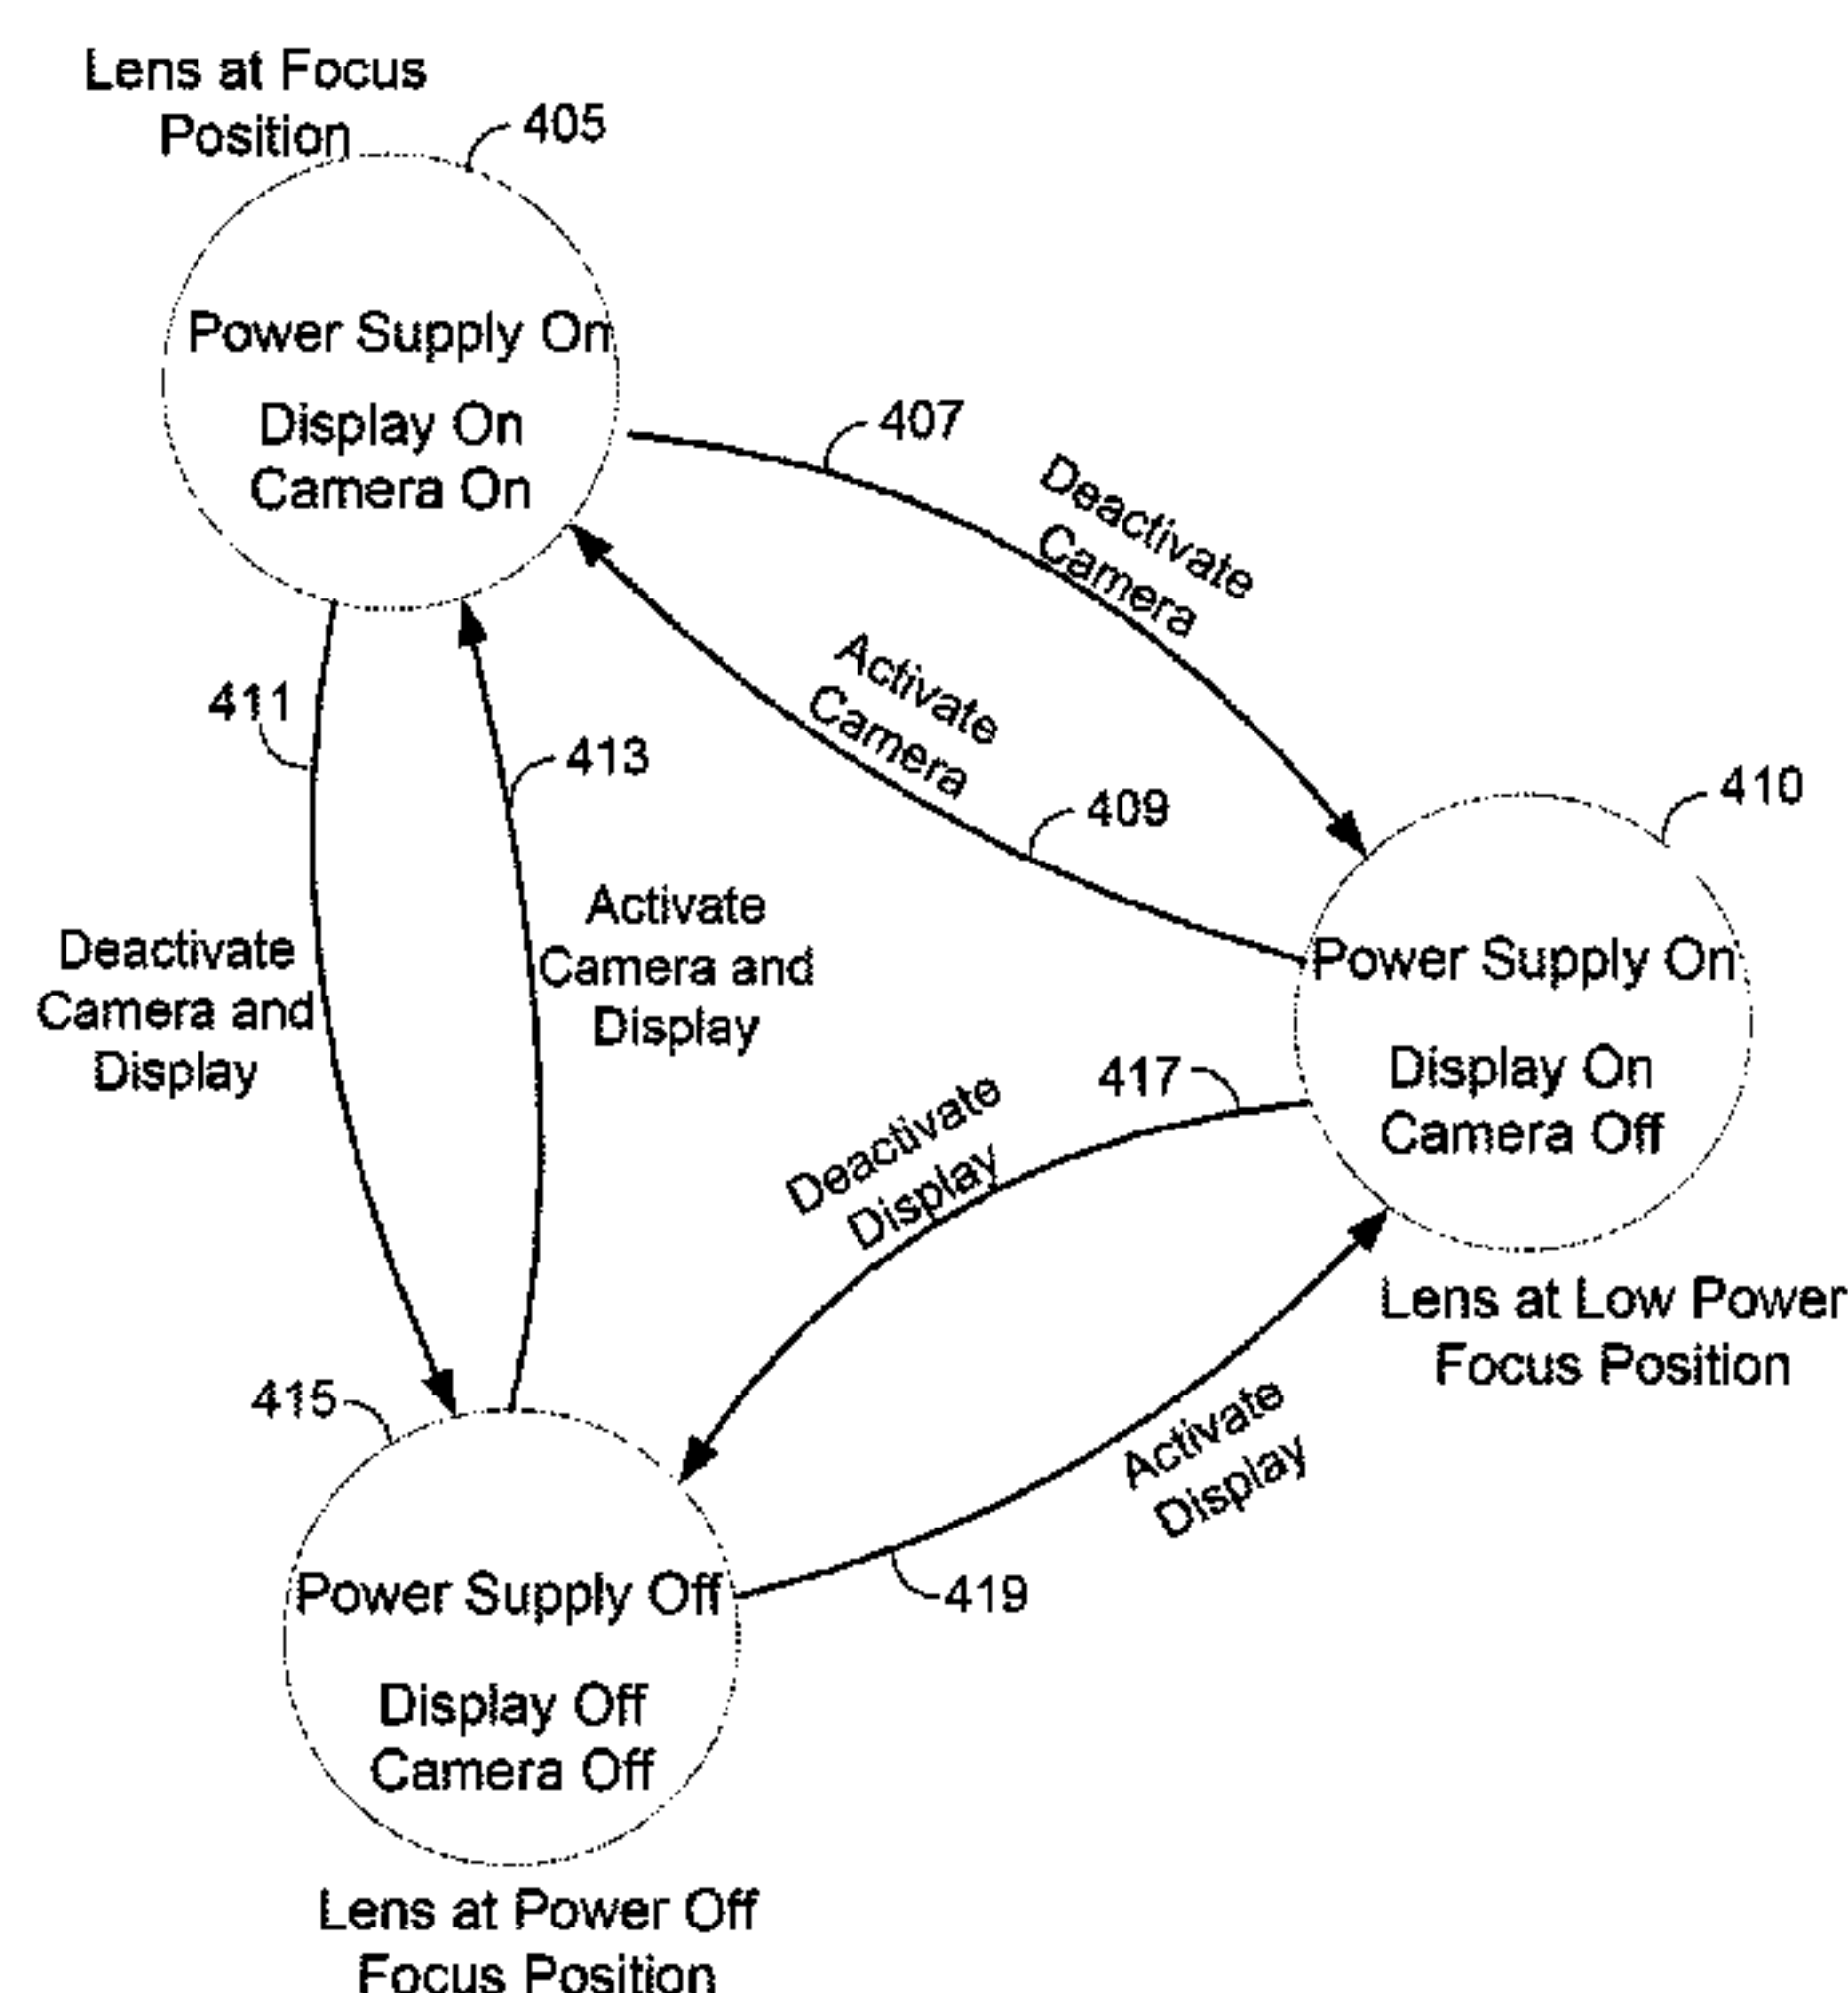 Lens at Focus
Position
405
Power Supply On
Display On
Camera On
407
Deactivate
Camera
Activate
Camera
409
410
411
413
Deactivate
Camera and
Display
Activate
Camera and
Display
Power Supply On
Display On
Camera Off
417
Deactivate
Display
Lens at Low Power
Focus Position
Activate
Display
415
419
Power Supply Off
Display Off
Camera Off
Lens at Power Off
Focus Position